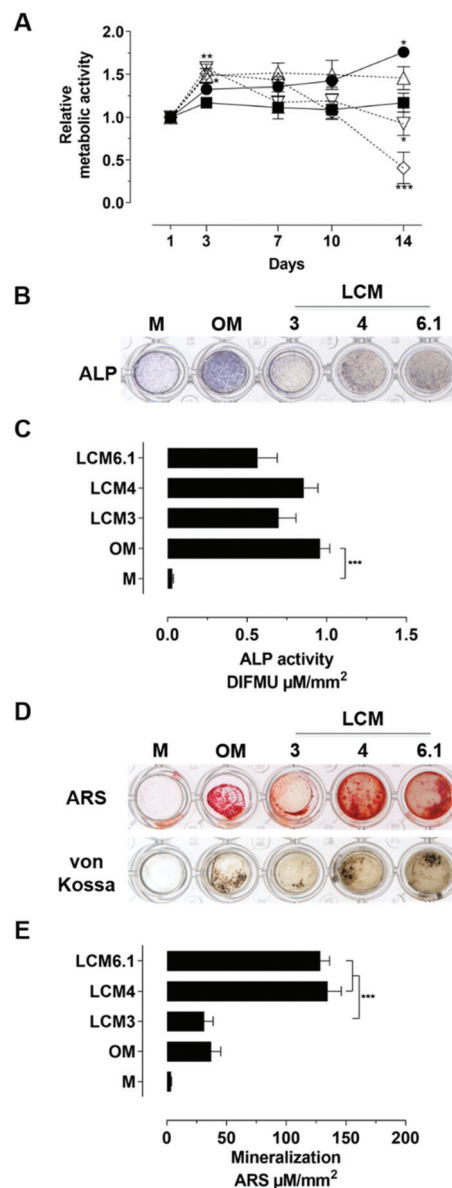 A
Relative
metabolic activity
2.0
1.5
1.0
0.5
0.0
**
*
*
*
***
1 3 7 10 14
Days
B
LCM
M OM 3 4 6.1
ALP
C
LCM6.1
LCM4
LCM3
OM
M
***
0.0 0.5 1.0 1.5
ALP activity
DIFMU µM/mm²
D
LCM
M OM 3 4 6.1
ARS
von
Kossa
E
LCM6.1
LCM4
LCM3
OM
M
***
0 50 100 150 200
Mineralization
ARS µM/mm²